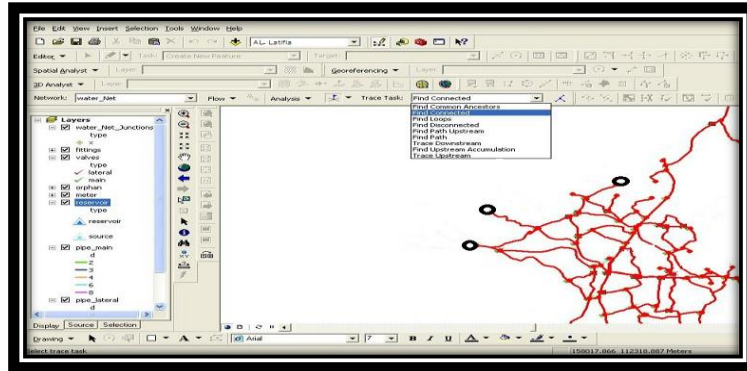 File Edit View Insert Selection Tools Window Help
AL- Latifia
Editor Task: Create New Feature Target:
Spatial Analyst Layer: Georeferencing Layer:
3D Analyst Layer:
Network: water_Net Flow Analysis Trace Task: Find Connected
Find Common Ancestors
Find Connected
Find Loops
Find Disconnected
Find Path Upstream
Find Path
Trace Downstream
Find Upstream Accumulation
Trace Upstream
Layers
water_Net_Junctions
type
fittings
valves
type
lateral
main
orphan
meter
reservoir
type
reservoir
source
pipe_main
d
2
3
4
6
8
pipe_lateral
d
Display Source Selection
Drawing A Arial 7 B I U A
Select trace task 158017.866 112318.887 Meters